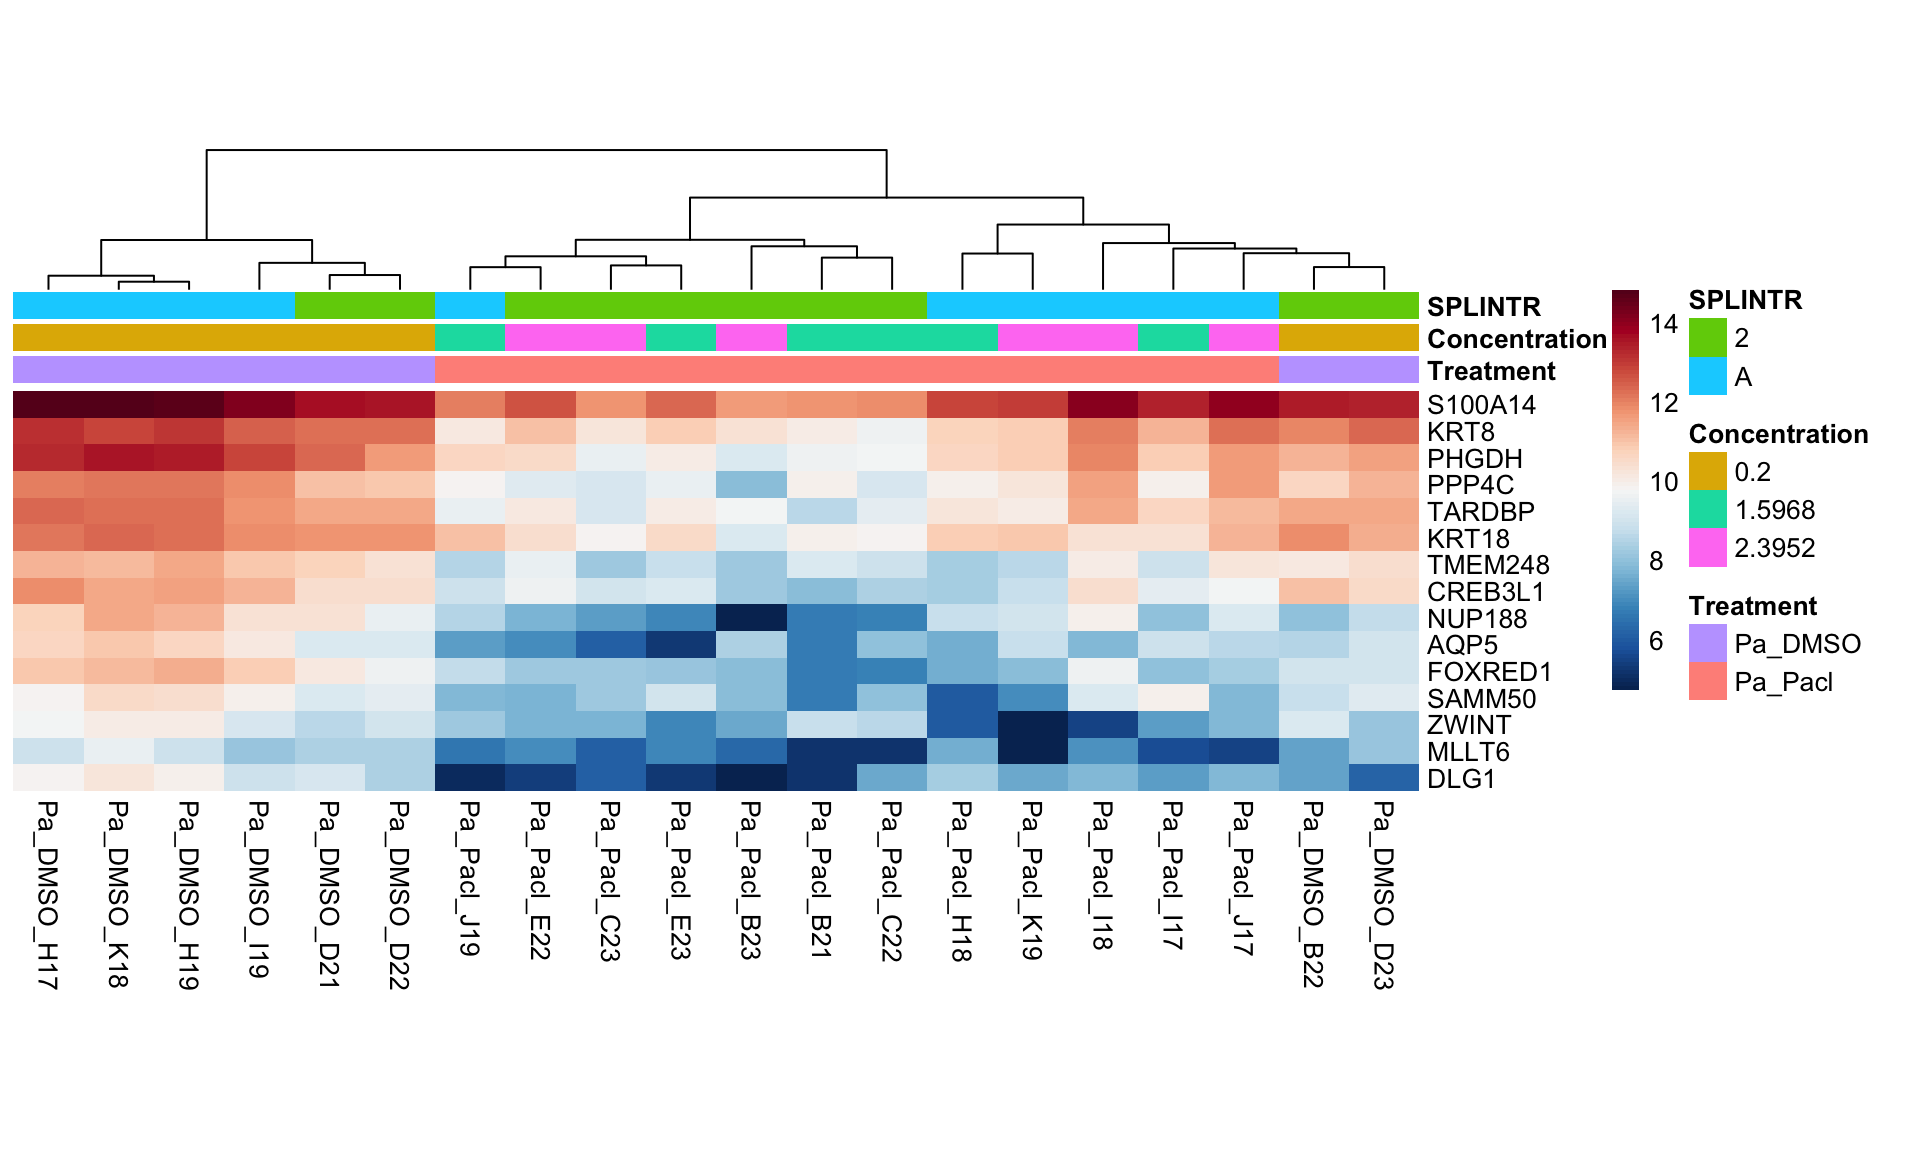 SPLINTR
Concentration
Treatment
S100A14
KRT8
PHGDH
PPP4C
TARDBP
KRT18
TMEM248
CREB3L1
NUP188
AQP5
FOXRED1
SAMM50
ZWINT
MLLT6
DLG1
Pa_DMSO_H17
Pa_DMSO_K18
Pa_DMSO_H19
Pa_DMSO_I19
Pa_DMSO_D21
Pa_DMSO_D22
Pa_Pacl_J19
Pa_Pacl_E22
Pa_Pacl_C23
Pa_Pacl_E23
Pa_Pacl_B23
Pa_Pacl_B21
Pa_Pacl_C22
Pa_Pacl_H18
Pa_Pacl_K19
Pa_Pacl_I18
Pa_Pacl_I17
Pa_Pacl_J17
Pa_DMSO_B22
Pa_DMSO_D23
14
12
10
8
6
SPLINTR
2
A
Concentration
0.2
1.5968
2.3952
Treatment
Pa_DMSO
Pa_Pacl